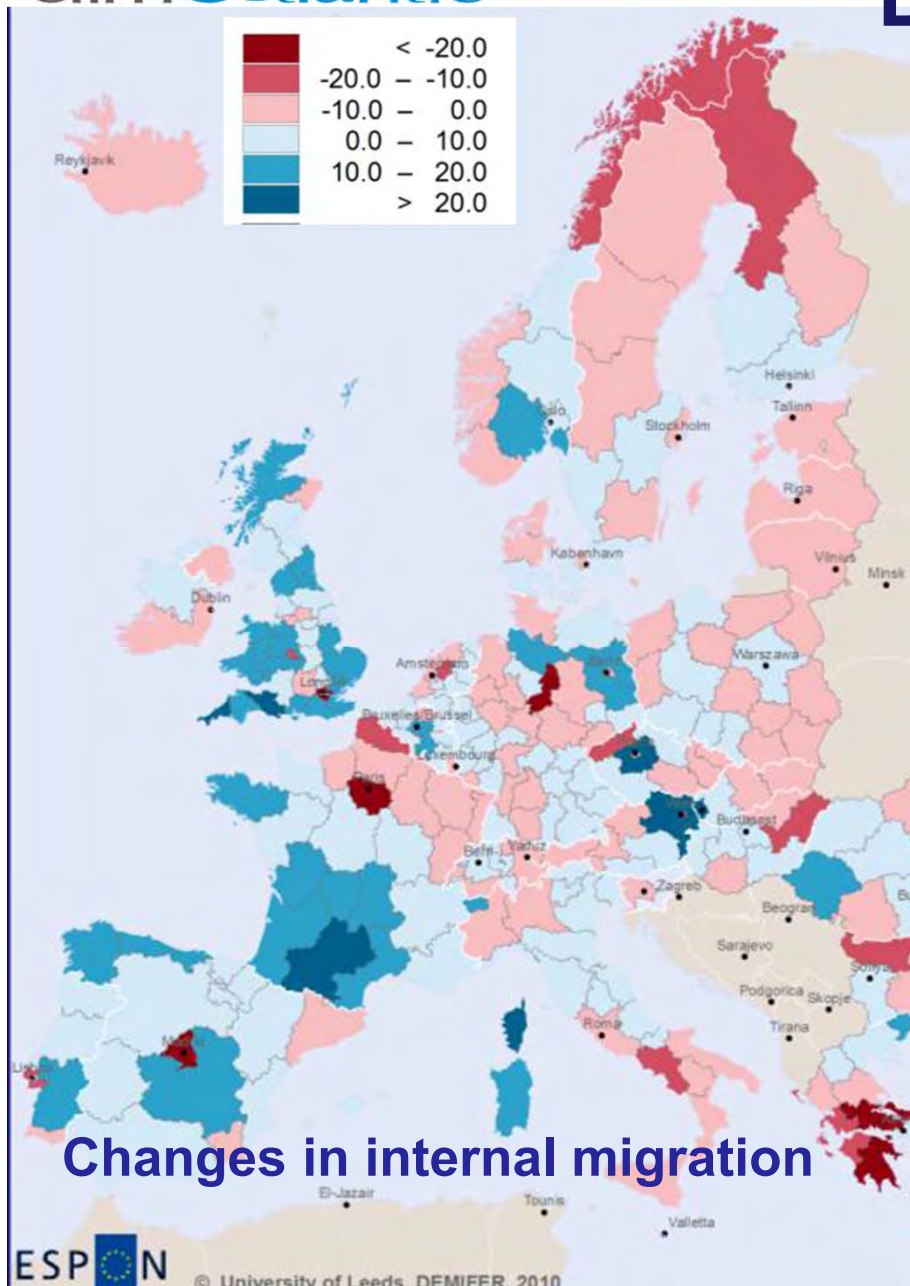 < -20.0
-20.0 – -10.0
-10.0 – 0.0
0.0 – 10.0
10.0 – 20.0
> 20.0
Reykjavik
Helsinki
Oslo
Tallinn
Stockholm
Riga
København
Vilnius
Minsk
Dublin
Warszawa
Amsterdam
London
Bruxelles/Brussel
Luxembourg
Paris
Budapest
Bern
Vaduz
Zagreb
Beograd
Sarajevo
Sofiya
Podgorica
Skopje
Roma
Tirana
Madrid
Changes in internal migration
El-Jazair
Tounis
Valletta
ESPON
© University of Leeds, DEMIFER, 2010